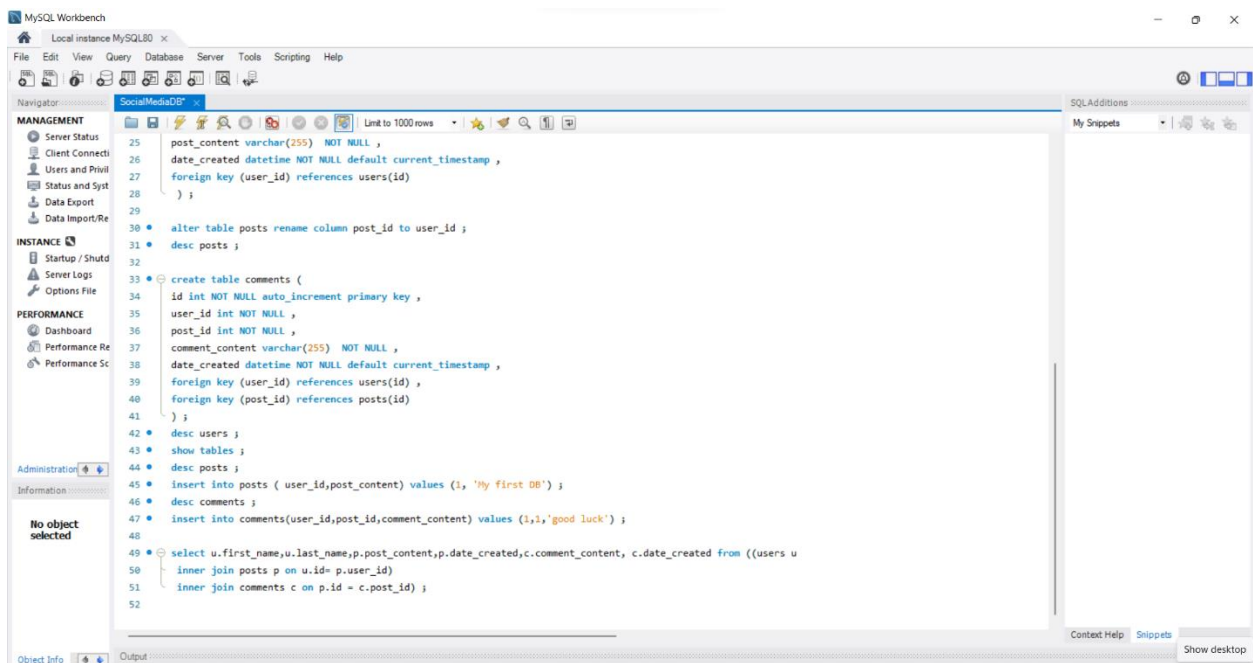 MySQL Workbench
Local instance MySQL80
File Edit View Query Database Server Tools Scripting Help
Navigator
SocialMediaDB*
SQLAdditions
MANAGEMENT
Server Status
Client Connecti
Users and Privil
Status and Syst
Data Export
Data Import/Re
INSTANCE
Startup / Shutd
Server Logs
Options File
PERFORMANCE
Dashboard
Performance Re
Performance Sc
Administration
Information
No object
selected
Object Info
Limit to 1000 rows
25 post_content varchar(255) NOT NULL ,
26 date_created datetime NOT NULL default current_timestamp ,
27 foreign key (user_id) references users(id)
28 ) ;
29
30 alter table posts rename column post_id to user_id ;
31 desc posts ;
32
33 create table comments (
34 id int NOT NULL auto_increment primary key ,
35 user_id int NOT NULL ,
36 post_id int NOT NULL ,
37 comment_content varchar(255) NOT NULL ,
38 date_created datetime NOT NULL default current_timestamp ,
39 foreign key (user_id) references users(id) ,
40 foreign key (post_id) references posts(id)
41 ) ;
42 desc users ;
43 show tables ;
44 desc posts ;
45 insert into posts ( user_id,post_content) values (1, 'My first DB') ;
46 desc comments ;
47 insert into comments(user_id,post_id,comment_content) values (1,1,'good luck') ;
48
49 select u.first_name,u.last_name,p.post_content,p.date_created,c.comment_content, c.date_created from ((users u
50 inner join posts p on u.id= p.user_id)
51 inner join comments c on p.id = c.post_id) ;
52
Output
My Snippets
Context Help Snippets
Show desktop